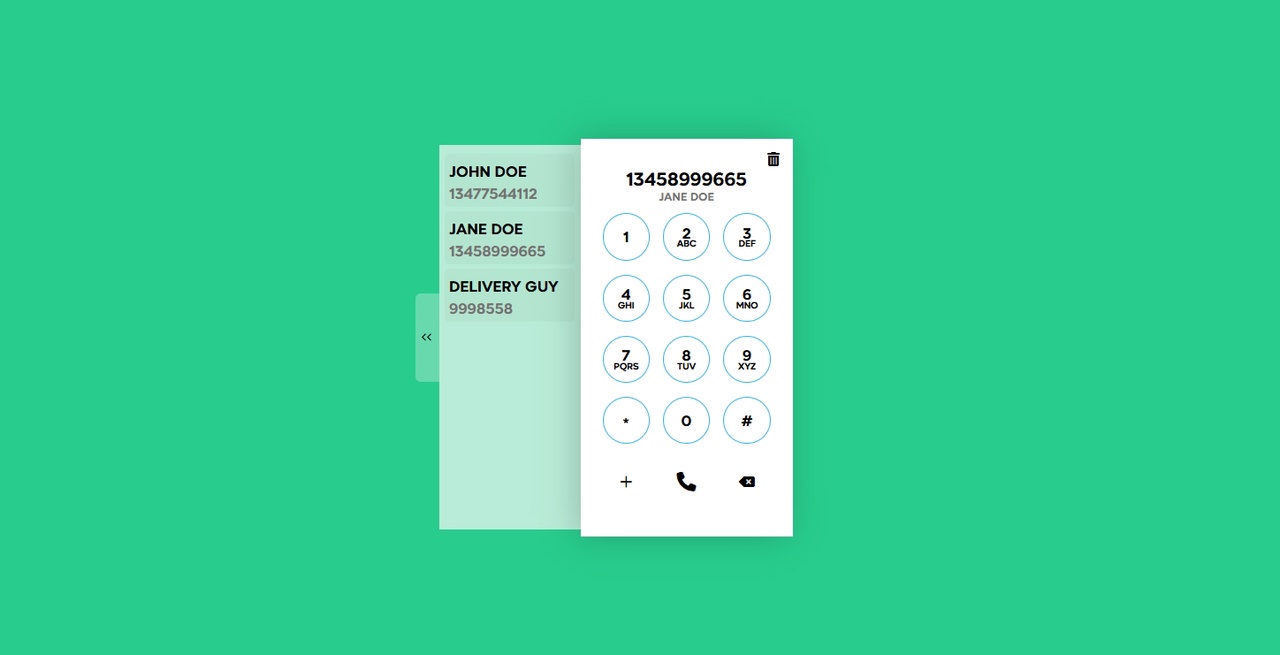 JOHN DOE
13477544112
JANE DOE
13458999665
DELIVERY GUY
9998558
<<
13458999665
JANE DOE
1
2
ABC
3
DEF
4
GHI
5
JKL
6
MNO
7
PQRS
8
TUV
9
XYZ
*
0
#
+